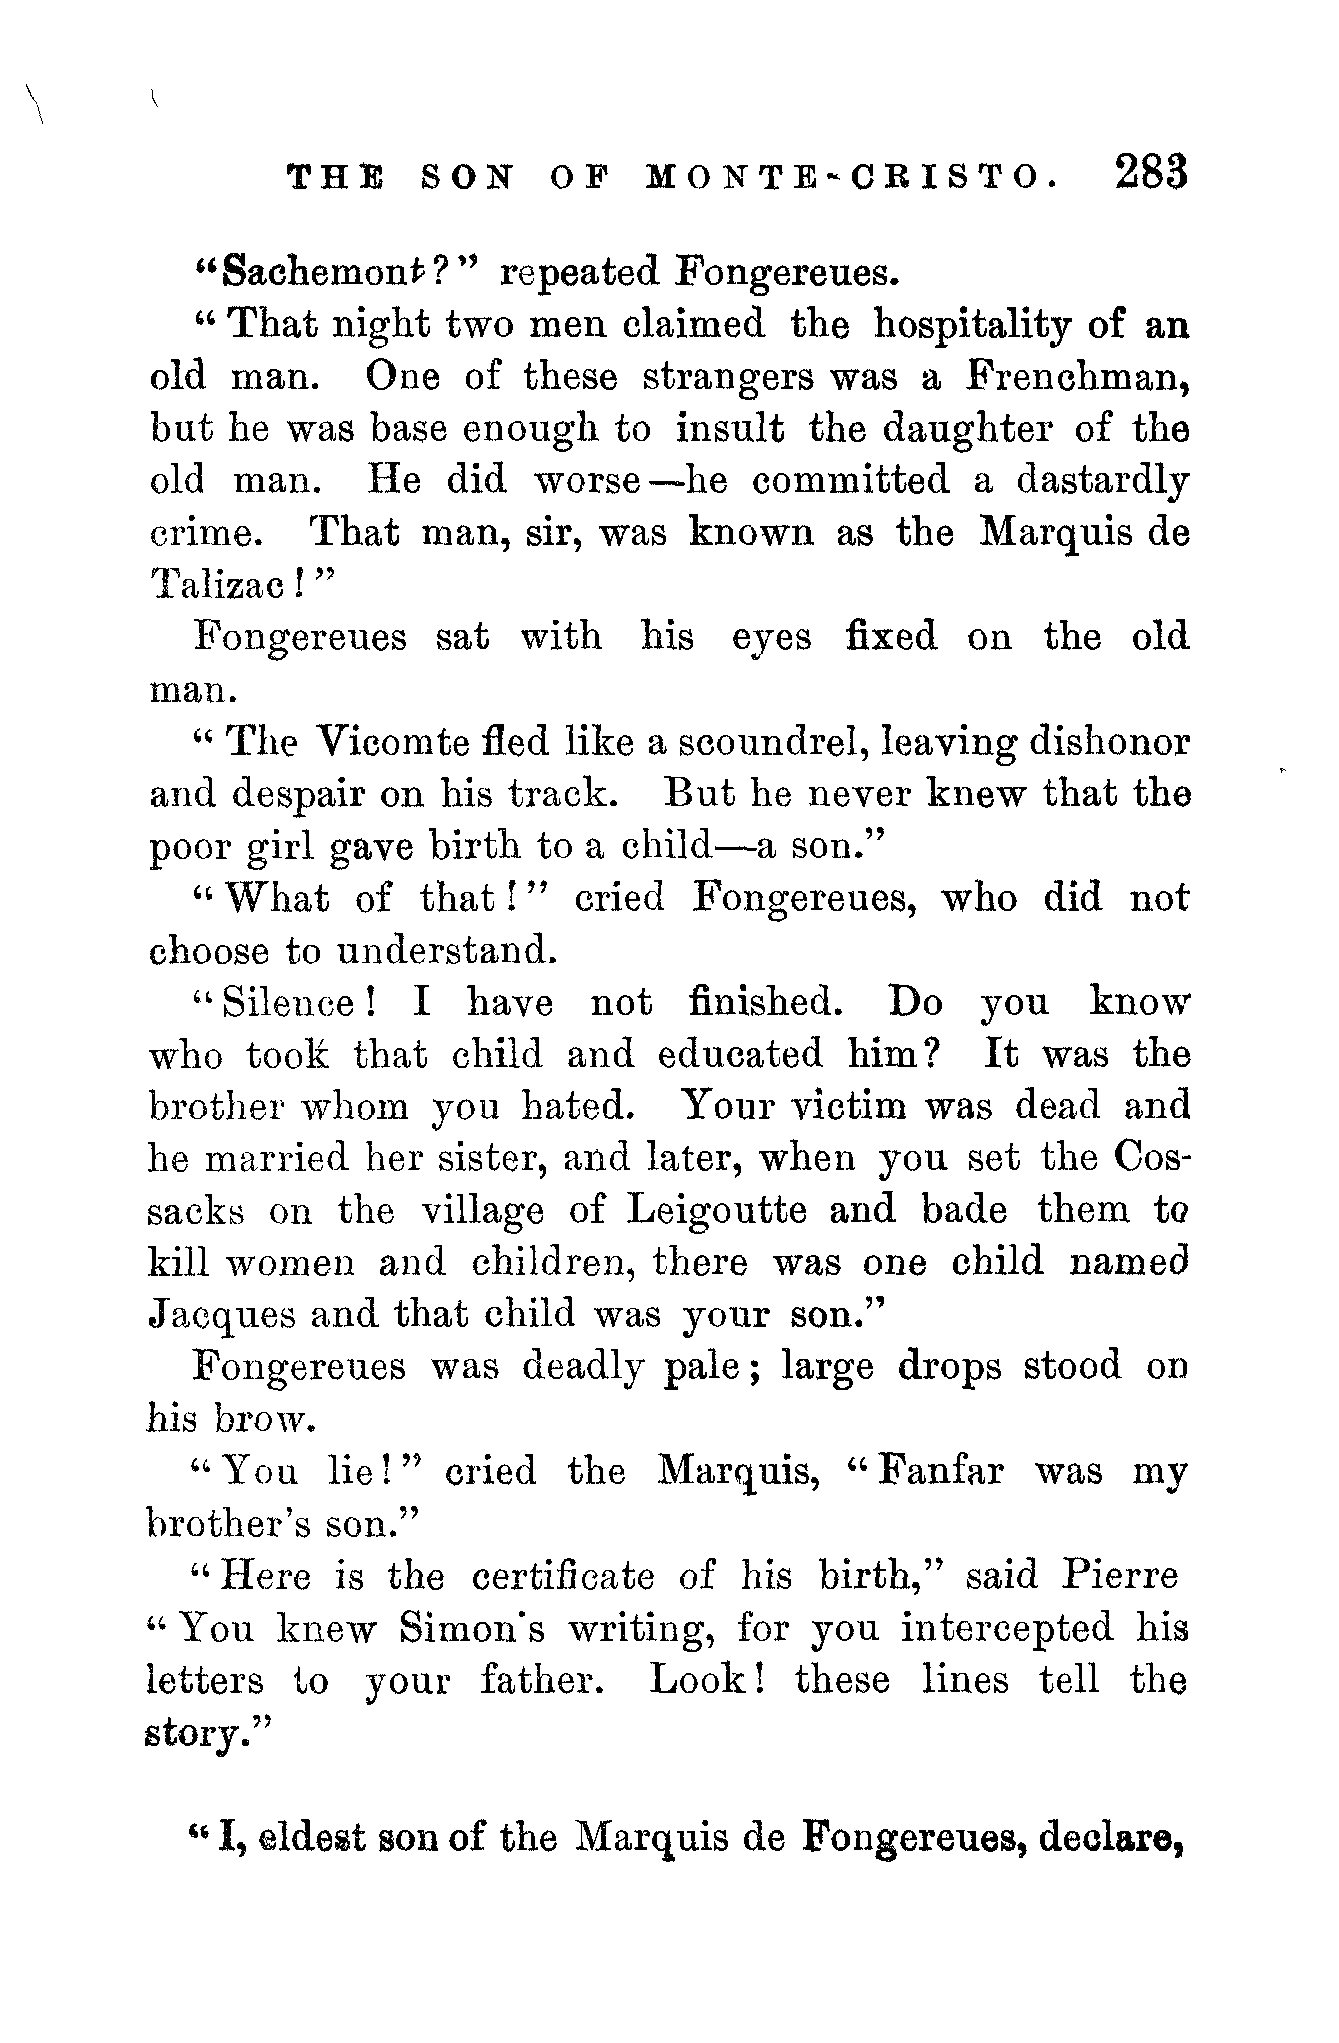 THE SON OF MONTE-CRISTO. 283
"Sachemont?" repeated Fongereues.
"That night two men claimed the hospitality of an
old man. One of these strangers was a Frenchman,
but he was base enough to insult the daughter of the
old man. He did worse—he committed a dastardly
crime. That man, sir, was known as the Marquis de
Talizac!"
Fongereues sat with his eyes fixed on the old
man.
"The Vicomte fled like a scoundrel, leaving dishonor
and despair on his track. But he never knew that the
poor girl gave birth to a child—a son."
"What of that!" cried Fongereues, who did not
choose to understand.
"Silence! I have not finished. Do you know
who took that child and educated him? It was the
brother whom you hated. Your victim was dead and
he married her sister, and later, when you set the Cos-
sacks on the village of Leigoutte and bade them to
kill women and children, there was one child named
Jacques and that child was your son."
Fongereues was deadly pale; large drops stood on
his brow.
"You lie!" cried the Marquis, "Fanfar was my
brother's son."
"Here is the certificate of his birth," said Pierre
"You knew Simon's writing, for you intercepted his
letters to your father. Look! these lines tell the
story."
"I, eldest son of the Marquis de Fongereues, declare,